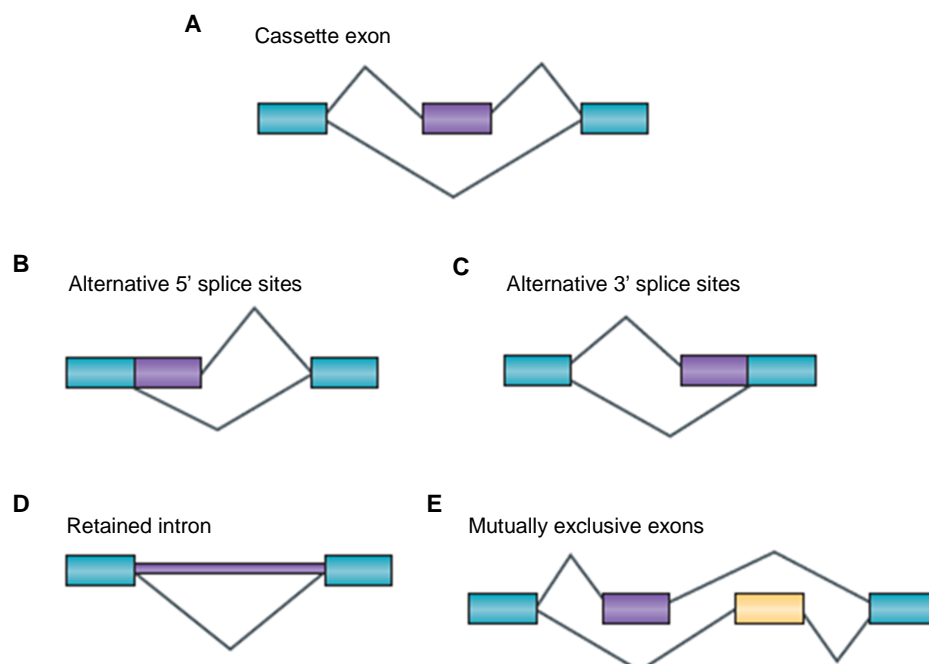 A
Cassette exon
B
Alternative 5’ splice sites
C
Alternative 3’ splice sites
D
Retained intron
E
Mutually exclusive exons